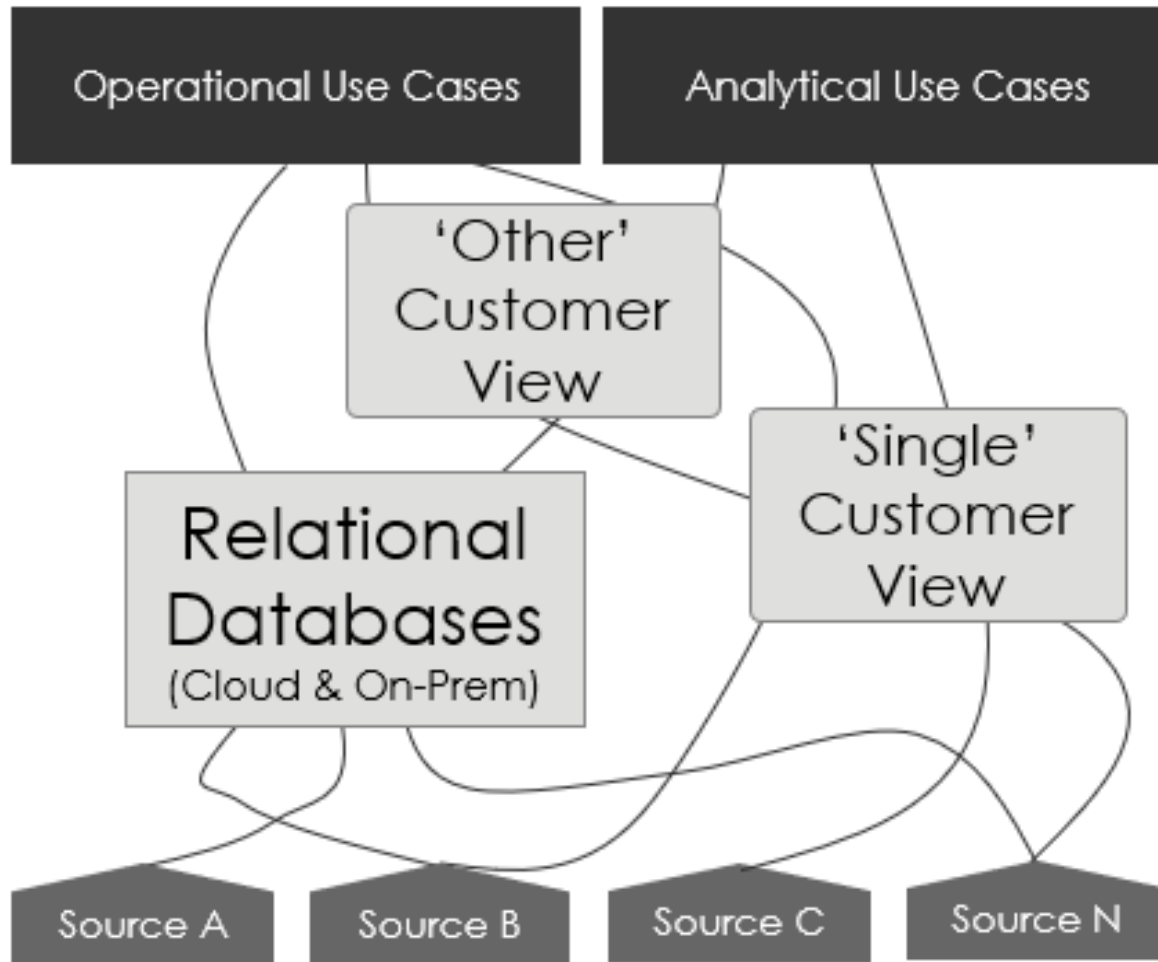 Operational Use Cases
Analytical Use Cases
‘Other’
Customer
View
‘Single’
Customer
View
Relational
Databases
(Cloud & On-Prem)
Source A
Source B
Source C
Source N